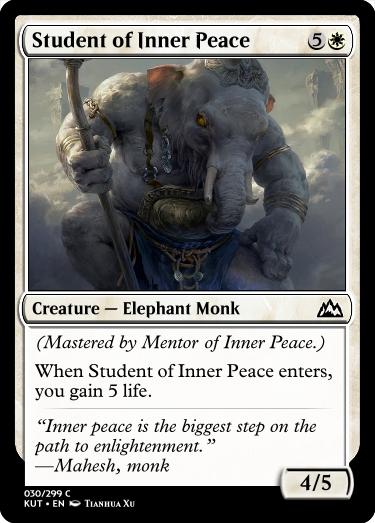 Student of Inner Peace 5
Creature — Elephant Monk
(Mastered by Mentor of Inner Peace.)
When Student of Inner Peace enters,
you gain 5 life.
“Inner peace is the biggest step on the
path to enlightenment.”
—Mahesh, monk
4/5
030/299 C
KUT • EN Tianhua Xu